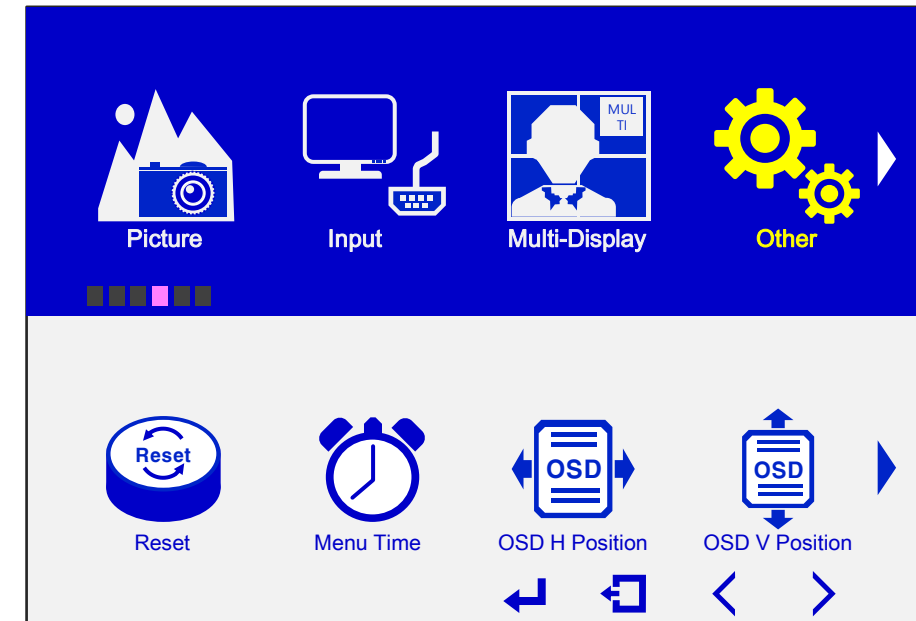 MUL
TI
Picture
Input
Multi-Display
Other
Reset
OSD
OSD
Reset
Menu Time
OSD H Position
OSD V Position